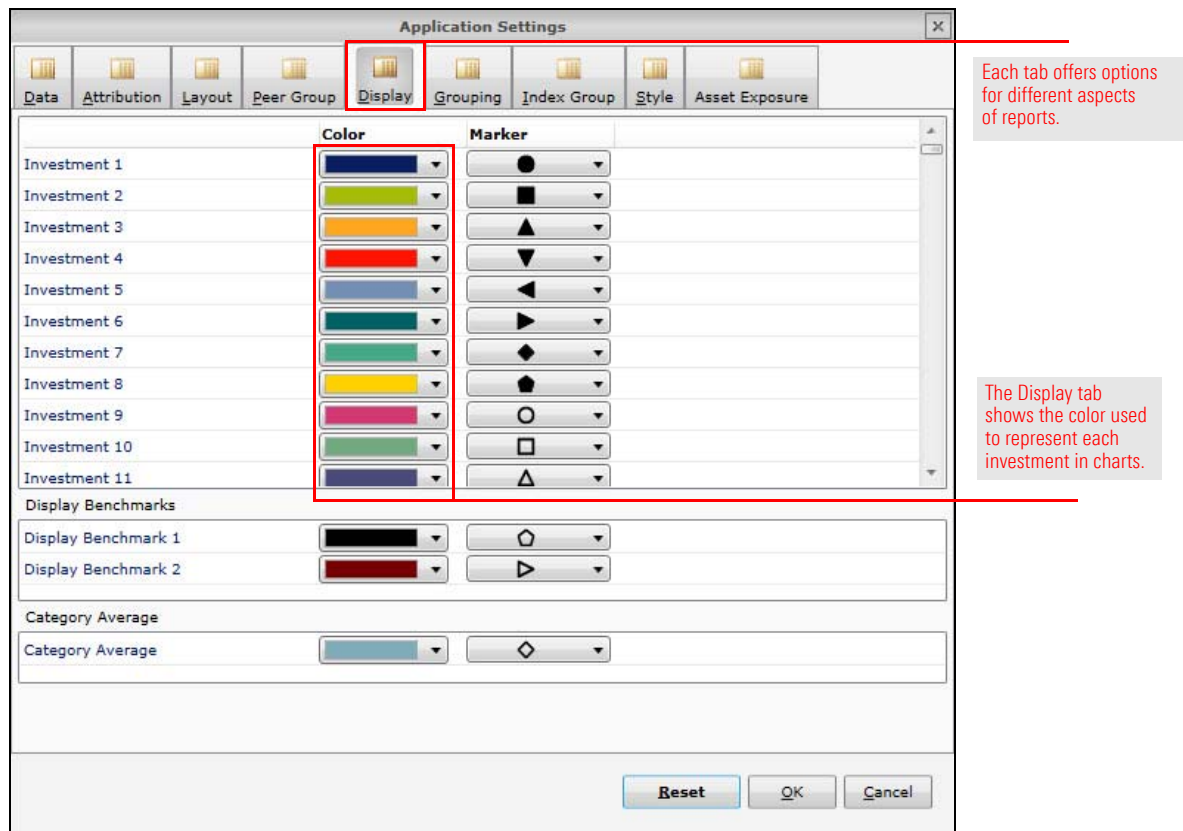 Application Settings
Data Attribution Layout Peer Group Display Grouping Index Group Style Asset Exposure
Each tab offers options
for different aspects
of reports.
Color Marker
Investment 1
Investment 2
Investment 3
Investment 4
Investment 5
Investment 6
Investment 7
Investment 8
Investment 9
Investment 10
Investment 11
The Display tab
shows the color used
to represent each
investment in charts.
Display Benchmarks
Display Benchmark 1
Display Benchmark 2
Category Average
Category Average
Reset OK Cancel